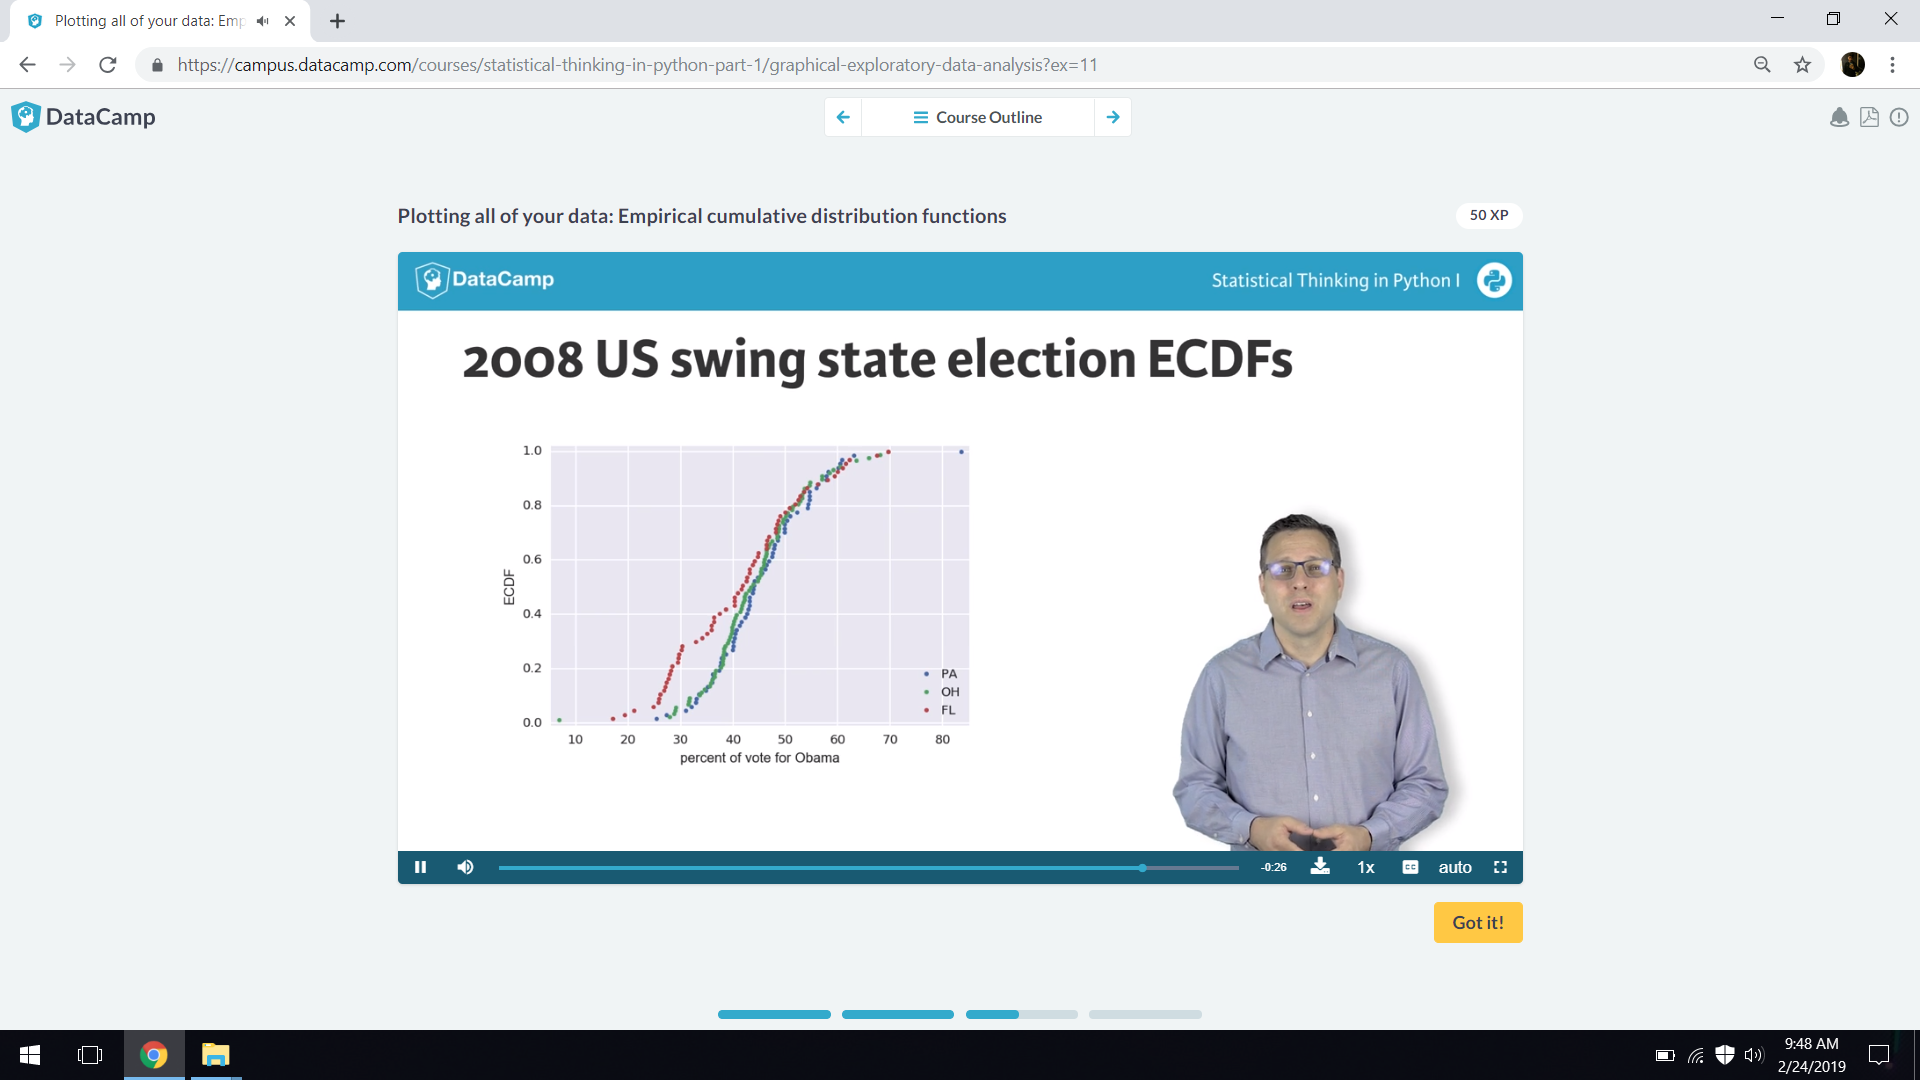 Plotting all of your data: Emp
https://campus.datacamp.com/courses/statistical-thinking-in-python-part-1/graphical-exploratory-data-analysis?ex=11
DataCamp
Course Outline
Plotting all of your data: Empirical cumulative distribution functions
50 XP
DataCamp
Statistical Thinking in Python I
2008 US swing state election ECDFs
1.0
0.8
0.6
0.4
0.2
0.0
ECDF
PA
OH
FL
10 20 30 40 50 60 70 80
percent of vote for Obama
-0:26
1x
cc
auto
Got it!
9:48 AM
2/24/2019